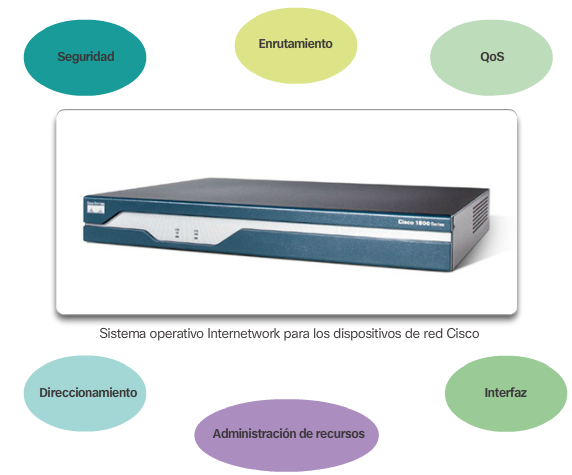 Seguridad
Enrutamiento
QoS
Cisco 1800 Series
Sistema operativo Internetwork para los dispositivos de red Cisco
Direccionamiento
Administración de recursos
Interfaz